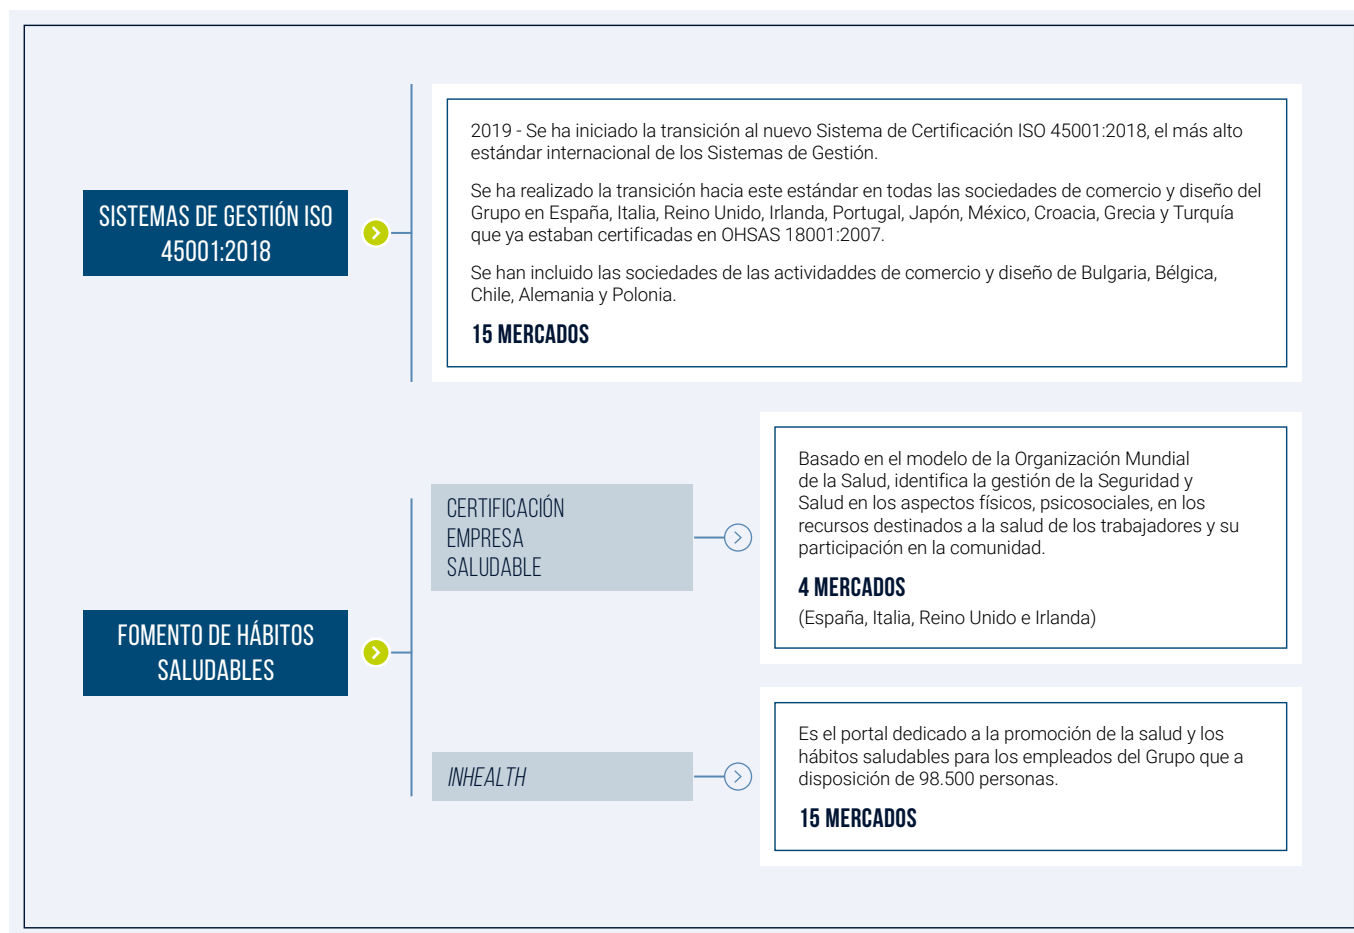 SISTEMAS DE GESTIÓN ISO
45001:2018
2019 - Se ha iniciado la transición al nuevo Sistema de Certificación ISO 45001:2018, el más alto
estándar internacional de los Sistemas de Gestión.
Se ha realizado la transición hacia este estándar en todas las sociedades de comercio y diseño del
Grupo en España, Italia, Reino Unido, Irlanda, Portugal, Japón, México, Croacia, Grecia y Turquía
que ya estaban certificadas en OHSAS 18001:2007.
Se han incluido las sociedades de las actividaddes de comercio y diseño de Bulgaria, Bélgica,
Chile, Alemania y Polonia.
15 MERCADOS
FOMENTO DE HÁBITOS
SALUDABLES
CERTIFICACIÓN
EMPRESA
SALUDABLE
Basado en el modelo de la Organización Mundial
de la Salud, identifica la gestión de la Seguridad y
Salud en los aspectos físicos, psicosociales, en los
recursos destinados a la salud de los trabajadores y su
participación en la comunidad.
4 MERCADOS
(España, Italia, Reino Unido e Irlanda)
INHEALTH
Es el portal dedicado a la promoción de la salud y los
hábitos saludables para los empleados del Grupo que a
disposición de 98.500 personas.
15 MERCADOS